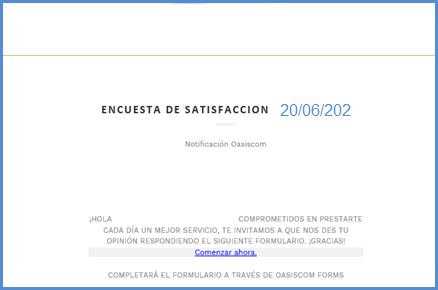 ENCUESTA DE SATISFACCION 20/06/202
Notificación Oasiscom
¡HOLA COMPROMETIDOS EN PRESTARTE
CADA DÍA UN MEJOR SERVICIO, TE INVITAMOS A QUE NOS DES TU
OPINIÓN RESPONDIENDO EL SIGUIENTE FORMULARIO. ¡GRACIAS!
Comenzar ahora.
COMPLETARÁ EL FORMULARIO A TRAVÉS DE OASISCOM FORMS